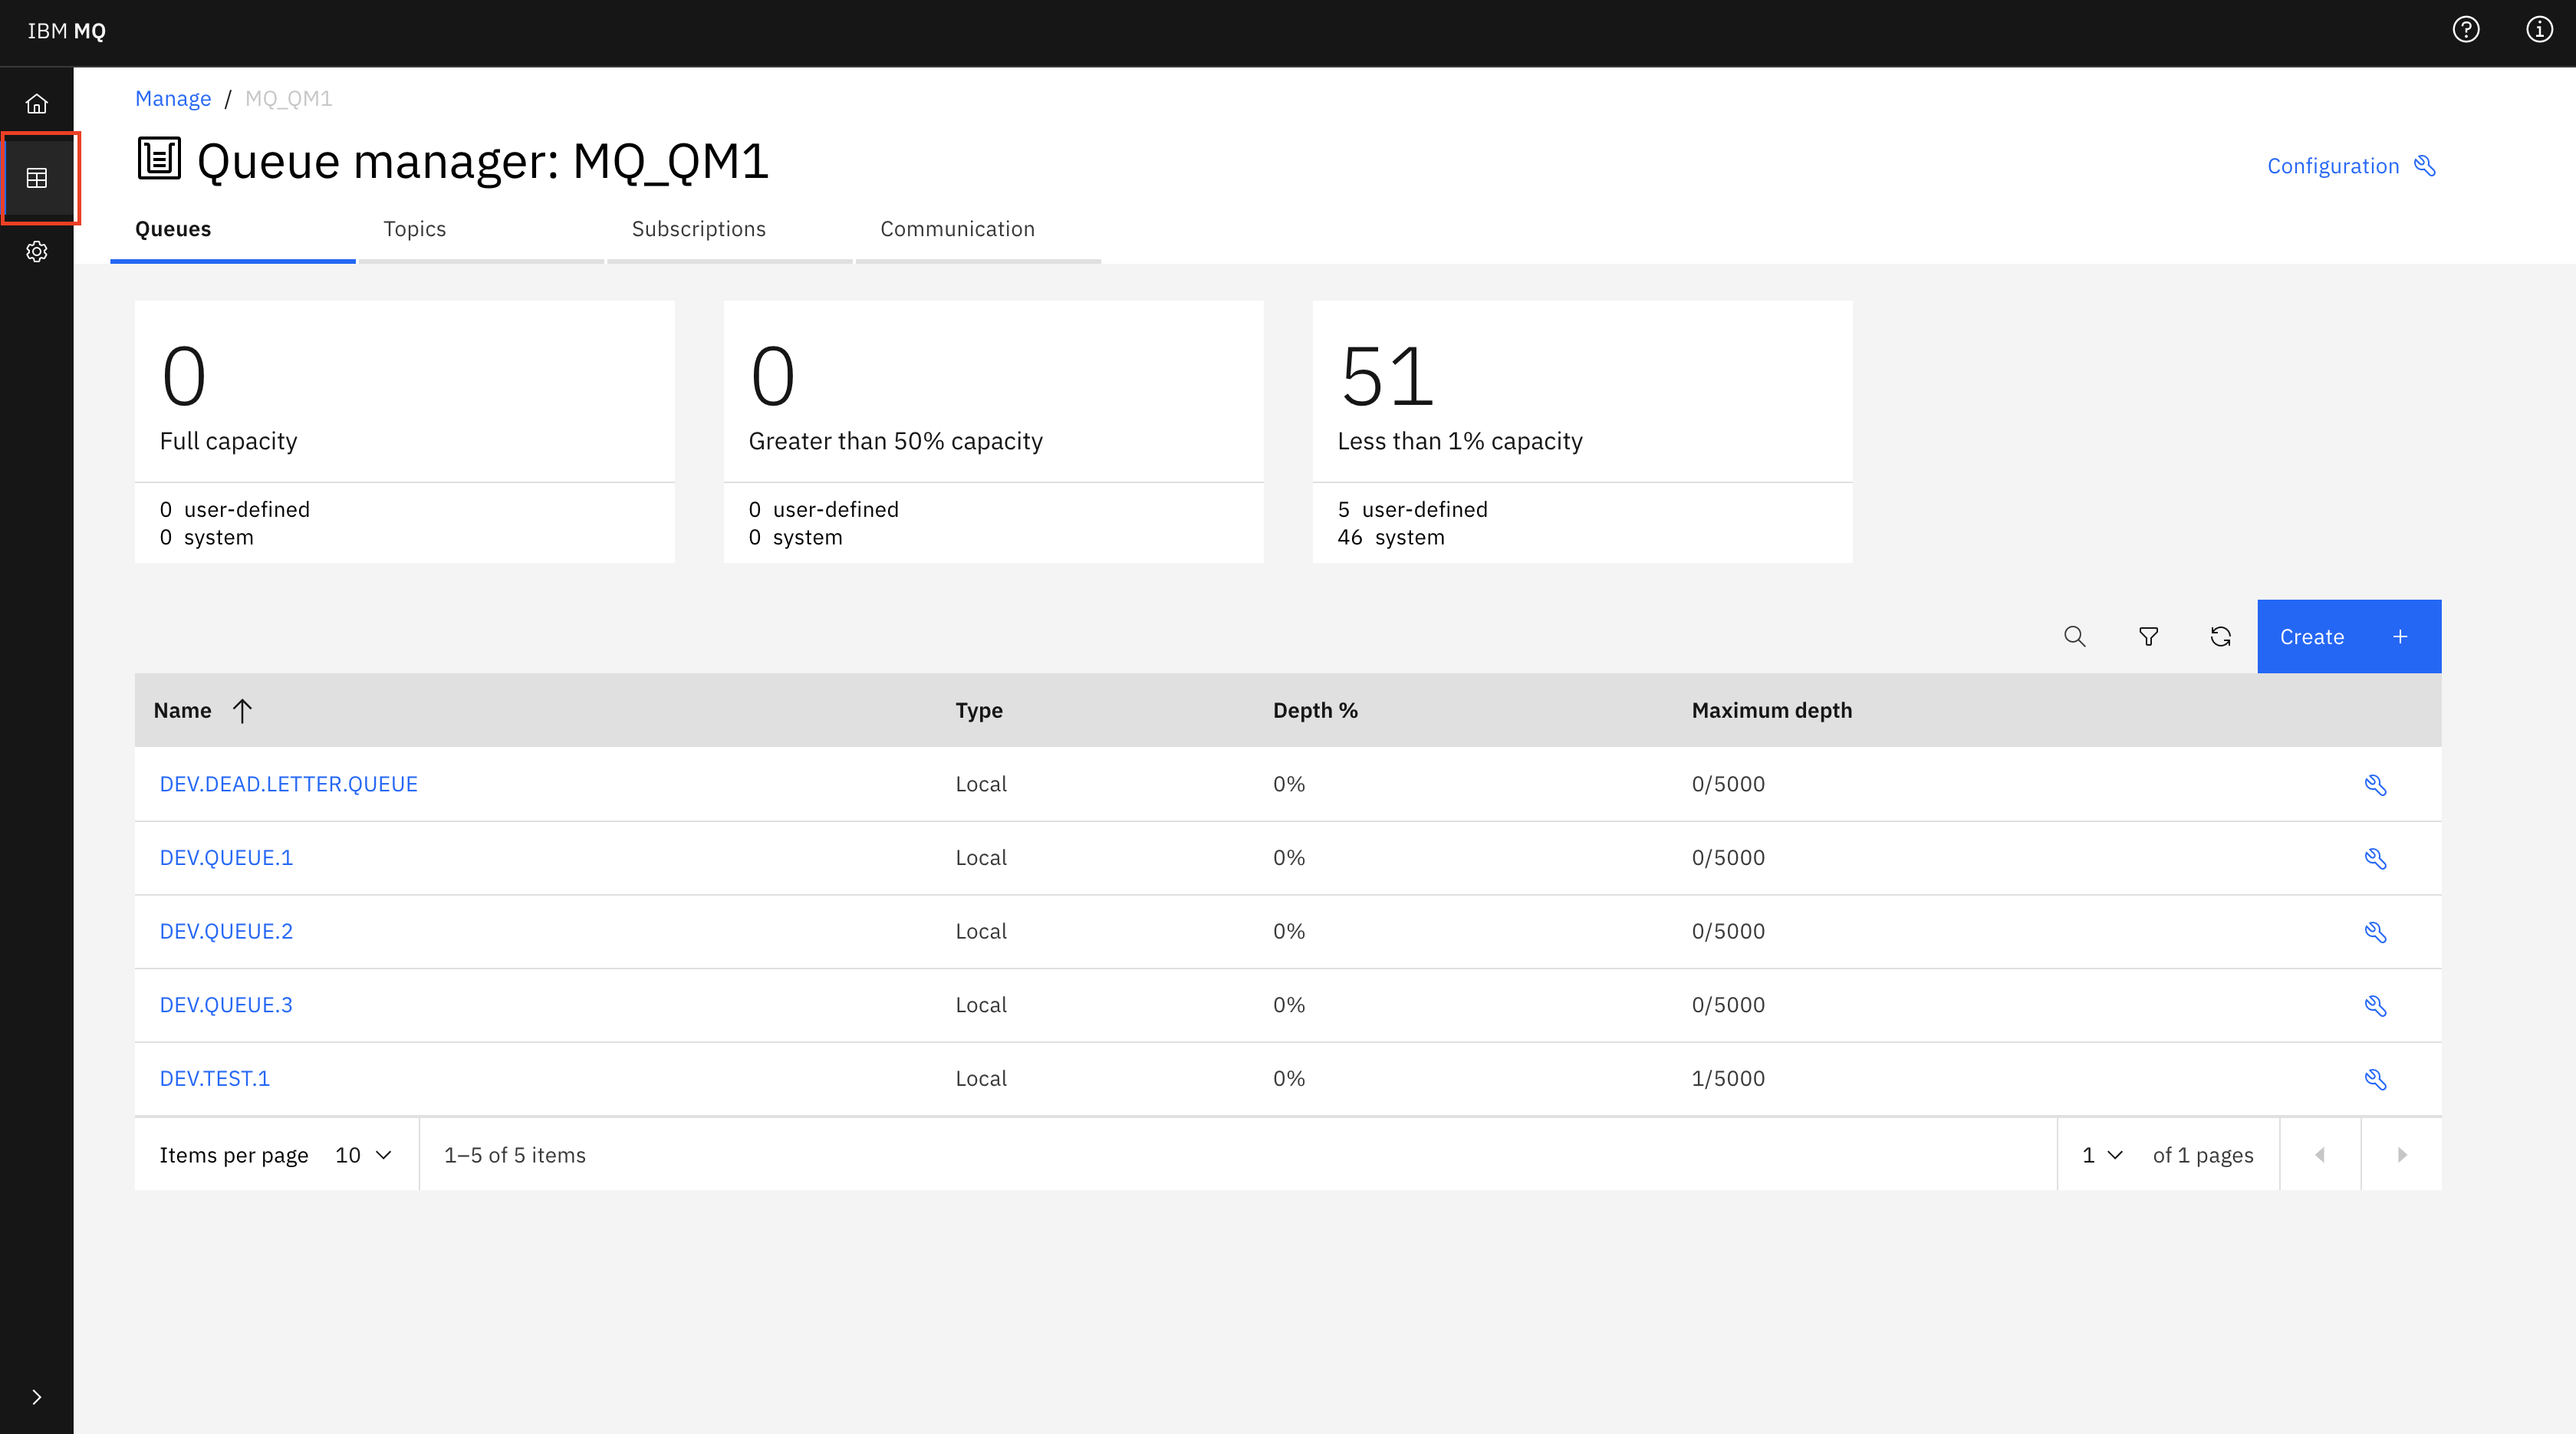 IBM MQ
Manage / MQ_QM1
Queue manager: MQ_QM1
Configuration
Queues Topics Subscriptions Communication
0 0 51
Full capacity Greater than 50% capacity Less than 1% capacity
0 user-defined 0 user-defined 5 user-defined
0 system 0 system 46 system
Create +
Name Type Depth % Maximum depth
DEV.DEAD.LETTER.QUEUE Local 0% 0/5000
DEV.QUEUE.1 Local 0% 0/5000
DEV.QUEUE.2 Local 0% 0/5000
DEV.QUEUE.3 Local 0% 0/5000
DEV.TEST.1 Local 0% 1/5000
Items per page 10 1–5 of 5 items 1 of 1 pages